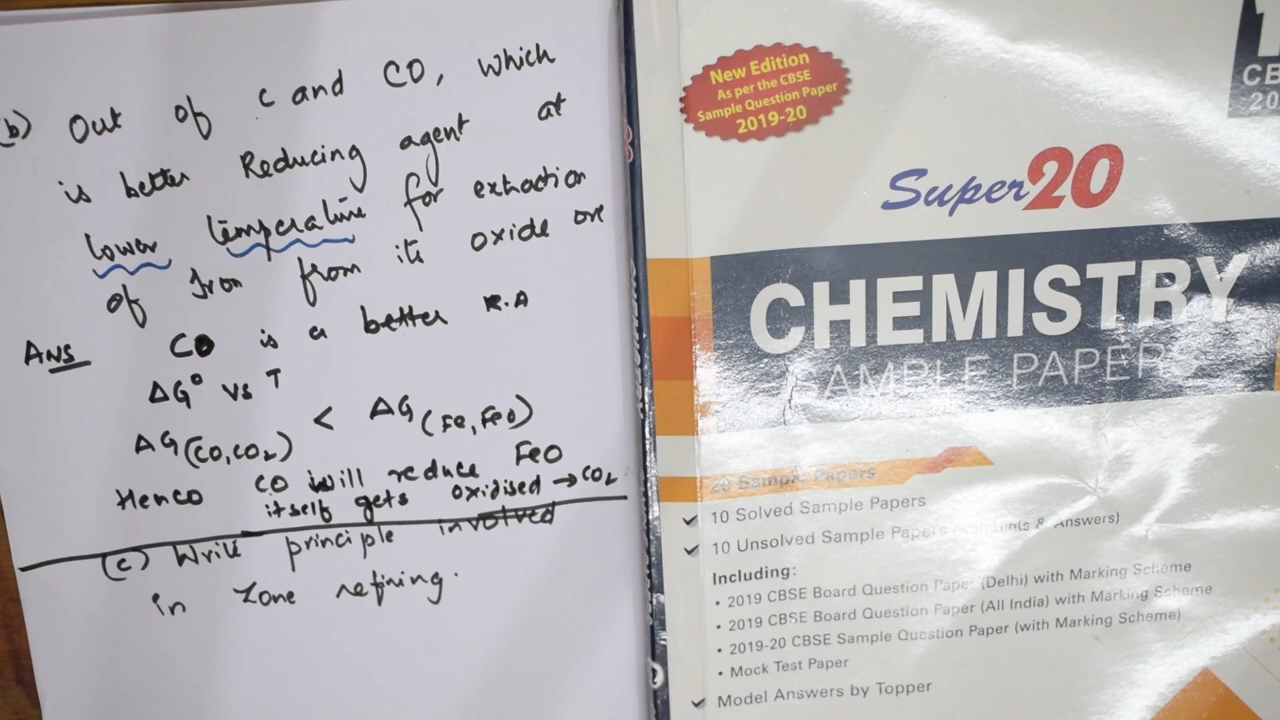 (b) Out of C and CO, which
is better Reducing agent at
lower temperature for extraction
of Iron from its oxide ore
Ans CO is a better R.A
ΔG° vs T
ΔG(CO,CO₂) < ΔG(Fe,FeO)
Hence CO will reduce FeO
itself gets oxidised → CO₂
(c) Write principle involved
in Zone refining.
New Edition
As per the CBSE
Sample Question Paper
2019-20
CB
20
Super20
CHEMISTRY
SAMPLE PAPERS
20 Sample Papers
10 Solved Sample Papers
10 Unsolved Sample Papers (with Hints & Answers)
Including:
• 2019 CBSE Board Question Paper (Delhi) with Marking Scheme
• 2019 CBSE Board Question Paper (All India) with Marking Scheme
• 2019-20 CBSE Sample Question Paper (with Marking Scheme)
• Mock Test Paper
Model Answers by Topper